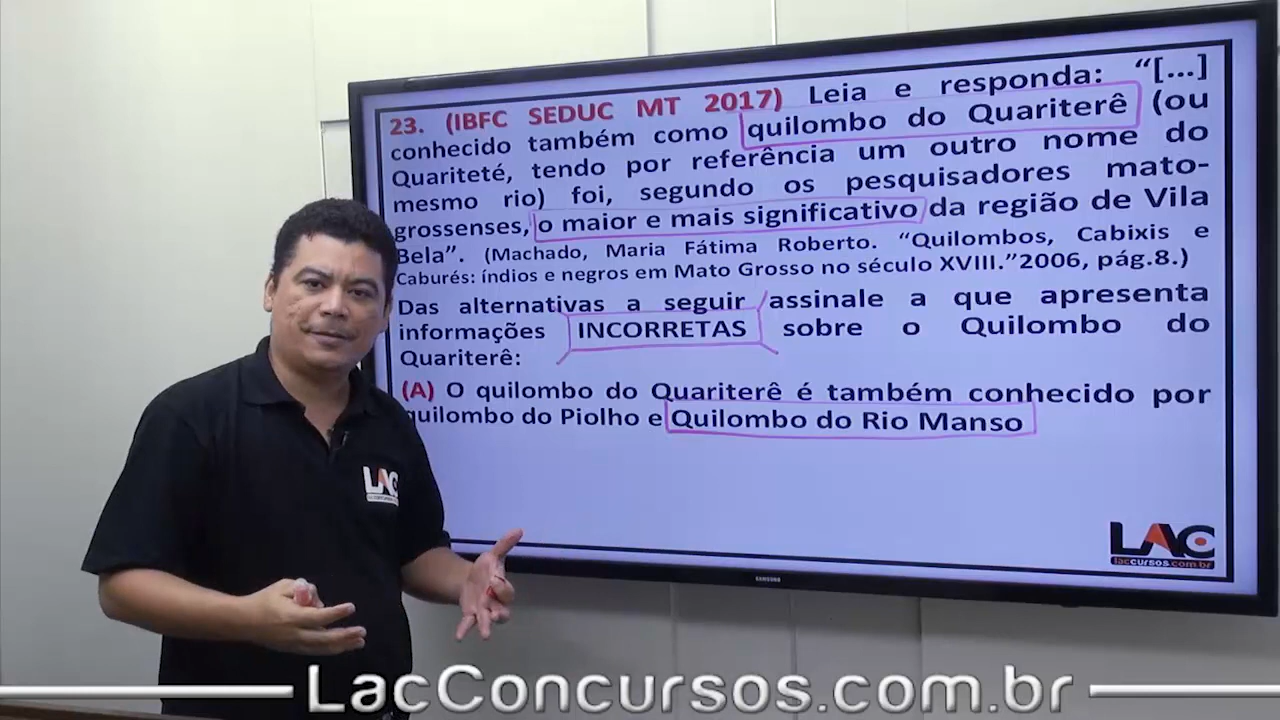 23. (IBFC SEDUC MT 2017) Leia e responda: “[...]
conhecido também como quilombo do Quariterê (ou
Quariteté, tendo por referência um outro nome do
mesmo rio) foi, segundo os pesquisadores mato-
grossenses, o maior e mais significativo da região de Vila
Bela”. (Machado, Maria Fátima Roberto. “Quilombos, Cabixis e
Caburés: índios e negros em Mato Grosso no século XVIII.”2006, pág.8.)
Das alternativas a seguir assinale a que apresenta
informações INCORRETAS sobre o Quilombo do
Quariterê:
(A) O quilombo do Quariterê é também conhecido por
quilombo do Piolho e Quilombo do Rio Manso
LAC
LAC
laccursos.com.br
SAMSUNG
LacConcursos.com.br